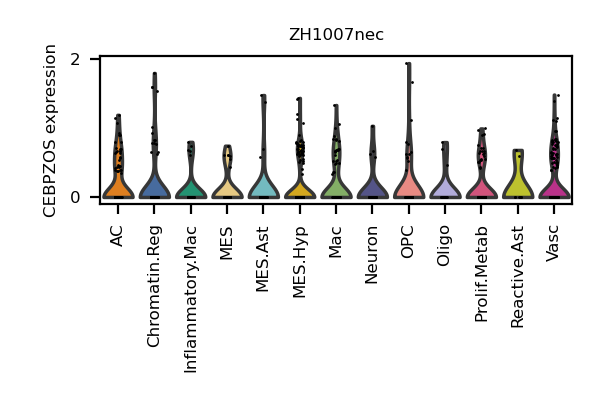 ZH1007nec
CEBPZOS expression
2
0
AC
Chromatin.Reg
Inflammatory.Mac
MES
MES.Ast
MES.Hyp
Mac
Neuron
OPC
Oligo
Prolif.Metab
Reactive.Ast
Vasc